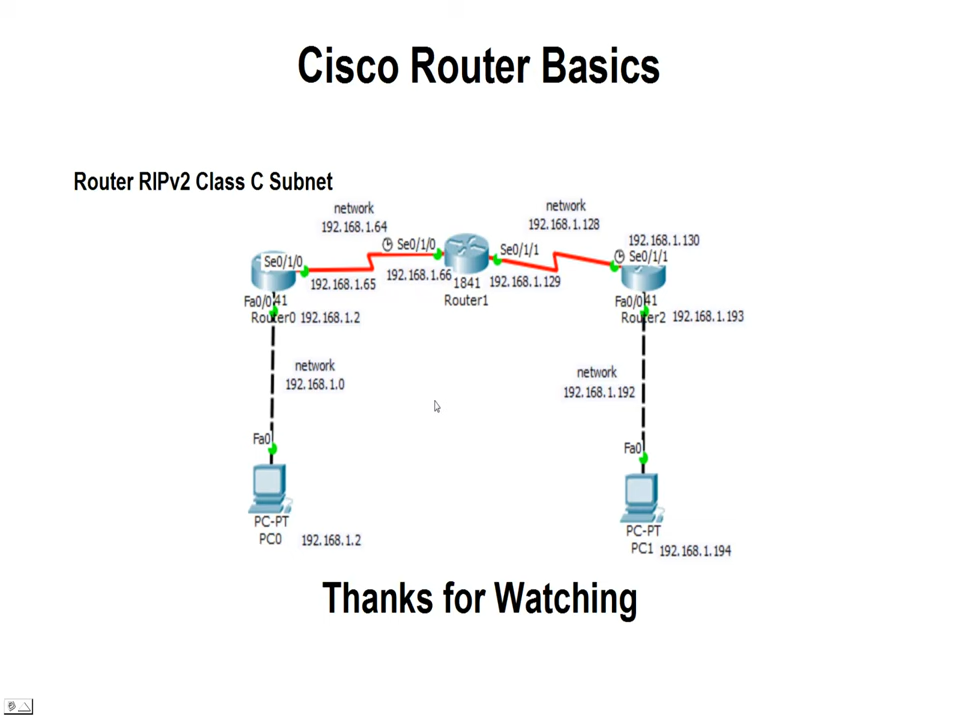 Cisco Router Basics
Router RIPv2 Class C Subnet
network
192.168.1.64
network
192.168.1.128
Se0/1/0
Se0/1/0
Se0/1/1
192.168.1.130
Se0/1/1
192.168.1.65
192.168.1.66
1841
192.168.1.129
Router1
Fa0/0 41
Router0 192.168.1.2
Fa0/0 41
Router2 192.168.1.193
network
192.168.1.0
network
192.168.1.192
Fa0
Fa0
PC-PT
PC0 192.168.1.2
PC-PT
PC1 192.168.1.194
Thanks for Watching